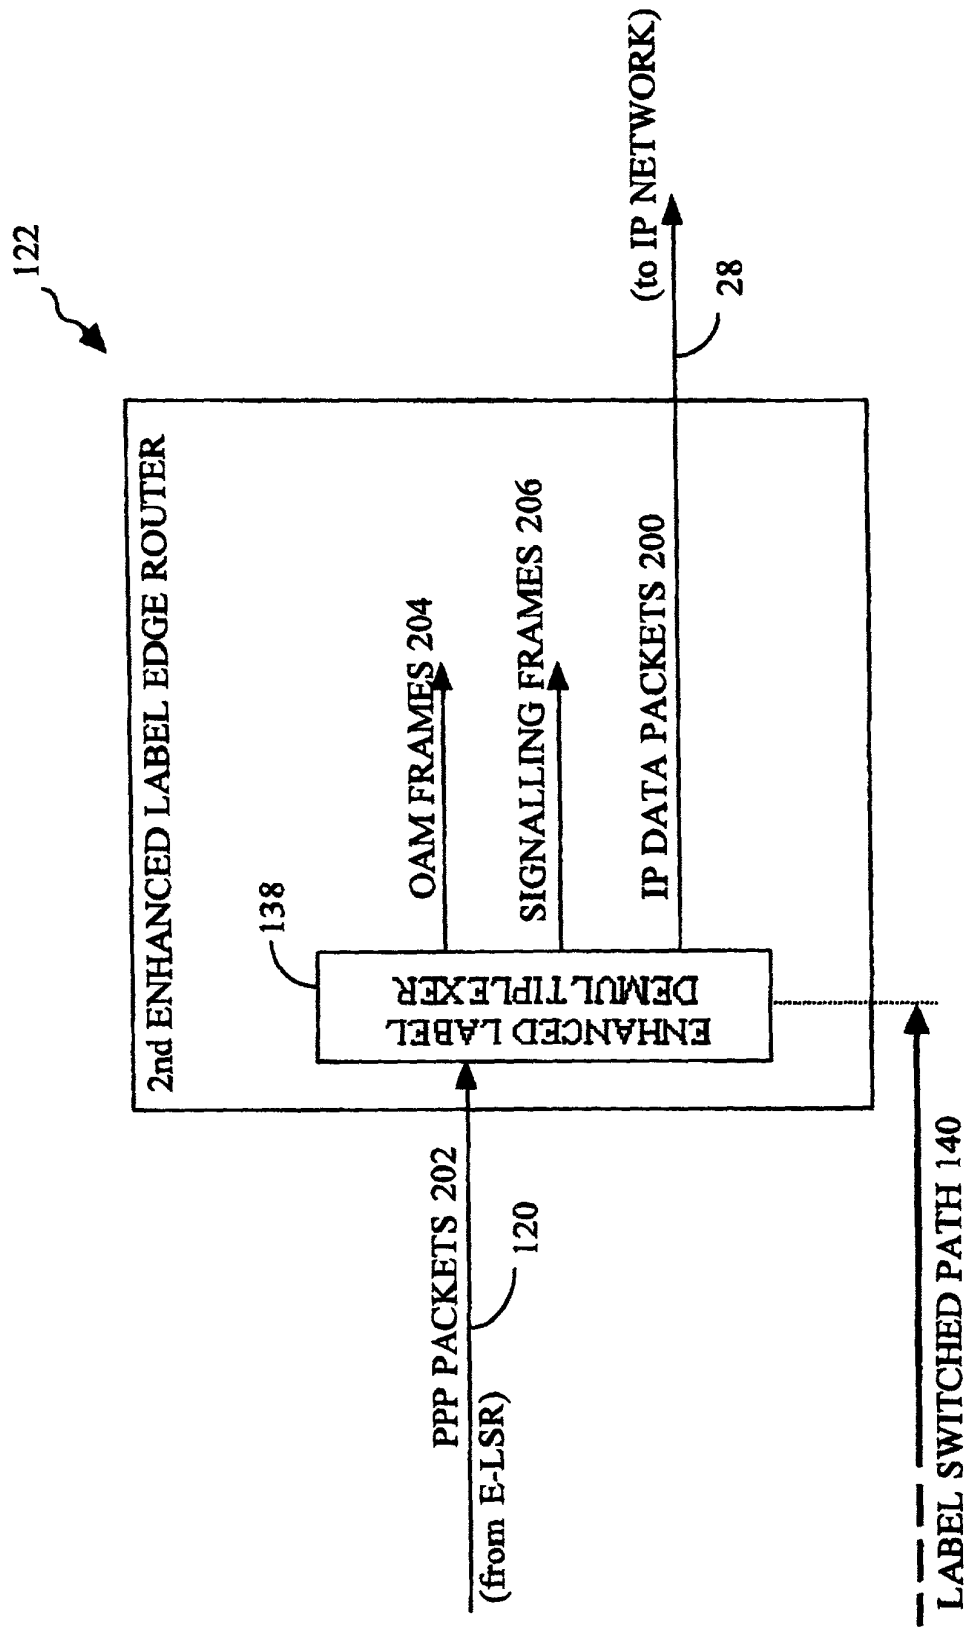 122
2nd ENHANCED LABEL EDGE ROUTER
(to IP NETWORK)
28
138
OAM FRAMES 204
SIGNALLING FRAMES 206
IP DATA PACKETS 200
ENHANCED LABEL
DEMULTIPLEXER
PPP PACKETS 202
120
(from E-LSR)
LABEL SWITCHED PATH 140